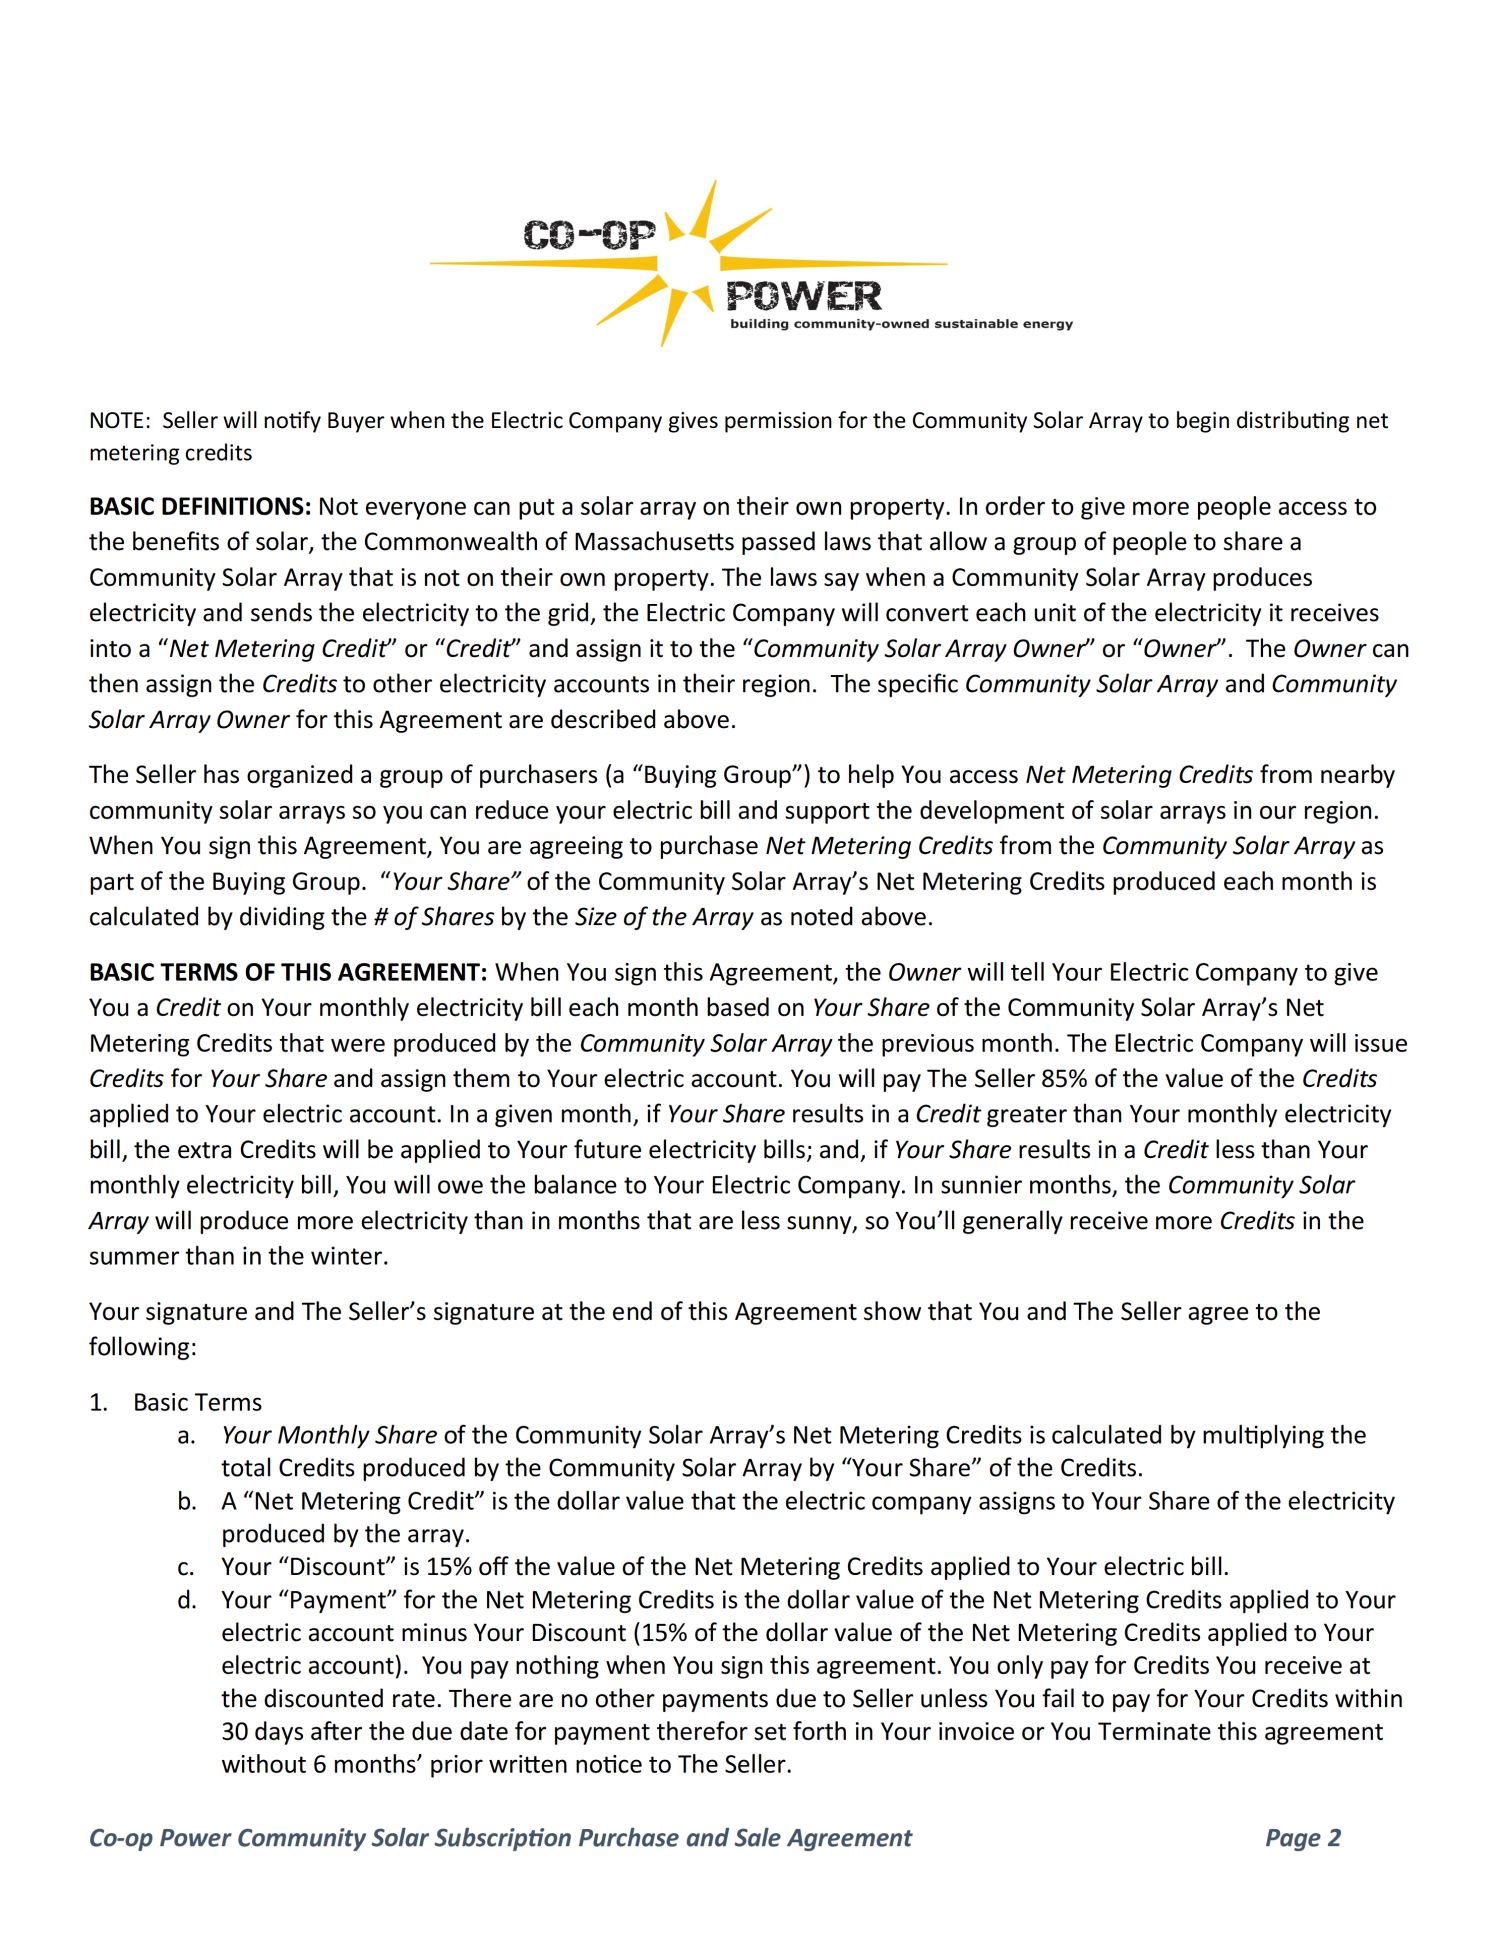 CO-OP
POWER
building community-owned sustainable energy
NOTE:  Seller will notify Buyer when the Electric Company gives permission for the Community Solar Array to begin distributing net
metering credits
BASIC DEFINITIONS: Not everyone can put a solar array on their own property. In order to give more people access to
the benefits of solar, the Commonwealth of Massachusetts passed laws that allow a group of people to share a
Community Solar Array that is not on their own property. The laws say when a Community Solar Array produces
electricity and sends the electricity to the grid, the Electric Company will convert each unit of the electricity it receives
into a “Net Metering Credit” or “Credit” and assign it to the “Community Solar Array Owner” or “Owner”.  The Owner can
then assign the Credits to other electricity accounts in their region.  The specific Community Solar Array and Community
Solar Array Owner for this Agreement are described above.
The Seller has organized a group of purchasers (a “Buying Group”) to help You access Net Metering Credits from nearby
community solar arrays so you can reduce your electric bill and support the development of solar arrays in our region.
When You sign this Agreement, You are agreeing to purchase Net Metering Credits from the Community Solar Array as
part of the Buying Group.  “Your Share” of the Community Solar Array’s Net Metering Credits produced each month is
calculated by dividing the # of Shares by the Size of the Array as noted above.
BASIC TERMS OF THIS AGREEMENT: When You sign this Agreement, the Owner will tell Your Electric Company to give
You a Credit on Your monthly electricity bill each month based on Your Share of the Community Solar Array’s Net
Metering Credits that were produced by the Community Solar Array the previous month. The Electric Company will issue
Credits for Your Share and assign them to Your electric account. You will pay The Seller 85% of the value of the Credits
applied to Your electric account. In a given month, if Your Share results in a Credit greater than Your monthly electricity
bill, the extra Credits will be applied to Your future electricity bills; and, if Your Share results in a Credit less than Your
monthly electricity bill, You will owe the balance to Your Electric Company. In sunnier months, the Community Solar
Array will produce more electricity than in months that are less sunny, so You’ll generally receive more Credits in the
summer than in the winter.
Your signature and The Seller’s signature at the end of this Agreement show that You and The Seller agree to the
following:
1. Basic Terms
a. Your Monthly Share of the Community Solar Array’s Net Metering Credits is calculated by multiplying the
total Credits produced by the Community Solar Array by “Your Share” of the Credits.
b. A “Net Metering Credit” is the dollar value that the electric company assigns to Your Share of the electricity
produced by the array.
c. Your “Discount” is 15% off the value of the Net Metering Credits applied to Your electric bill.
d. Your “Payment” for the Net Metering Credits is the dollar value of the Net Metering Credits applied to Your
electric account minus Your Discount (15% of the dollar value of the Net Metering Credits applied to Your
electric account).  You pay nothing when You sign this agreement. You only pay for Credits You receive at
the discounted rate. There are no other payments due to Seller unless You fail to pay for Your Credits within
30 days after the due date for payment therefor set forth in Your invoice or You Terminate this agreement
without 6 months’ prior written notice to The Seller.
Co-op Power Community Solar Subscription Purchase and Sale Agreement Page 2